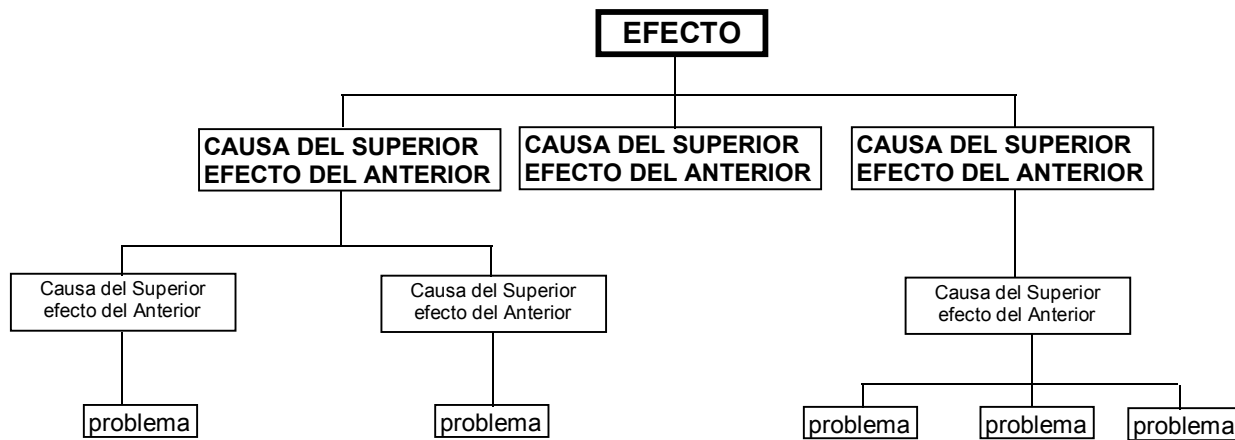 EFECTO
CAUSA DEL SUPERIOR
EFECTO DEL ANTERIOR
CAUSA DEL SUPERIOR
EFECTO DEL ANTERIOR
CAUSA DEL SUPERIOR
EFECTO DEL ANTERIOR
Causa del Superior
efecto del Anterior
Causa del Superior
efecto del Anterior
Causa del Superior
efecto del Anterior
problema
problema
problema
problema
problema